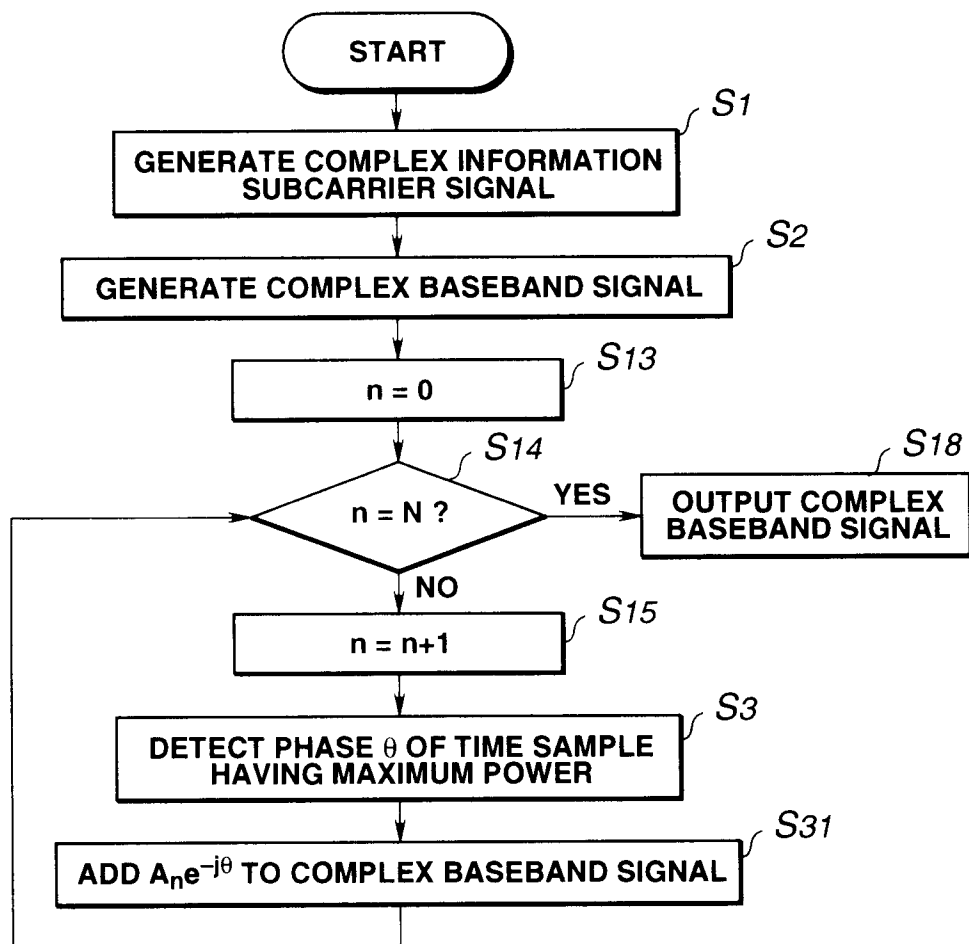 START
S1
GENERATE COMPLEX INFORMATION
SUBCARRIER SIGNAL
S2
GENERATE COMPLEX BASEBAND SIGNAL
S13
n = 0
S14
n = N ?
YES
S18
OUTPUT COMPLEX
BASEBAND SIGNAL
NO
S15
n = n+1
S3
DETECT PHASE θ OF TIME SAMPLE
HAVING MAXIMUM POWER
S31
ADD Aₙe⁻ʲᶿ TO COMPLEX BASEBAND SIGNAL